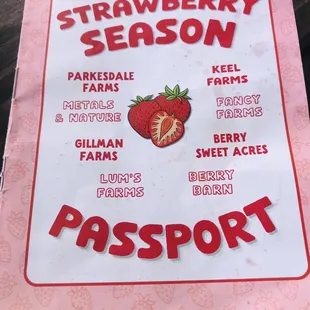 STRAWBERRY
SEASON
PARKESDALE
FARMS
KEEL
FARMS
METALS
& NATURE
FANCY
FARMS
GILLMAN
FARMS
BERRY
SWEET ACRES
LUM'S
FARMS
BERRY
BARN
PASSPORT